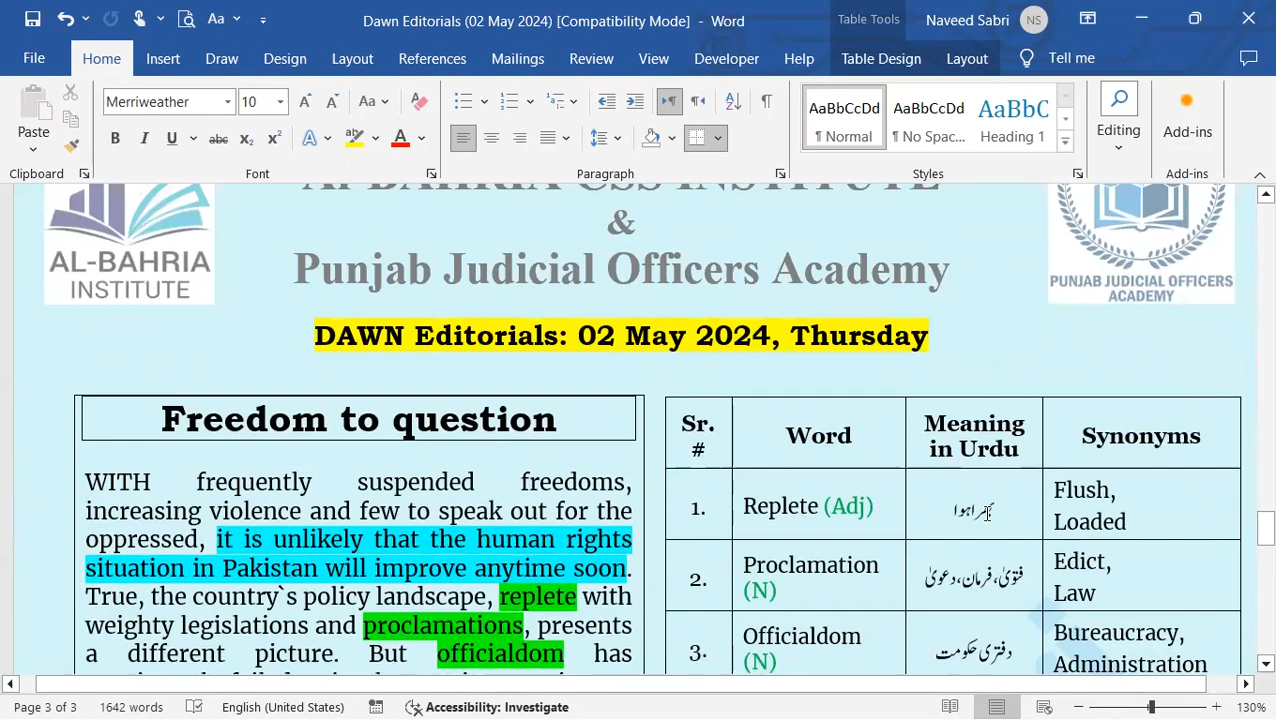 Dawn Editorials (02 May 2024) [Compatibility Mode] - Word
Table Tools
Naveed Sabri
NS
Aa
File
Home
Insert
Draw
Design
Layout
References
Mailings
Review
View
Developer
Help
Table Design
Layout
Tell me
Paste
Merriweather
10
Aa
AaBbCcDd
¶ Normal
AaBbCcDd
¶ No Spac...
AaBbC
Heading 1
Editing
Add-ins
Clipboard
Font
Paragraph
Styles
Add-ins
AL-BAHRIA
INSTITUTE
Al BAHRIA CSS INSTITUTE
&
Punjab Judicial Officers Academy
PUNJAB JUDICIAL OFFICERS
ACADEMY
DAWN Editorials: 02 May 2024, Thursday
Freedom to question
WITH frequently suspended freedoms,
increasing violence and few to speak out for the
oppressed, it is unlikely that the human rights
situation in Pakistan will improve anytime soon.
True, the country`s policy landscape, replete with
weighty legislations and proclamations, presents
a different picture. But officialdom has
Sr. #
Word
Meaning in Urdu
Synonyms
1.
Replete (Adj)
بھرا ہوا
Flush,
Loaded
2.
Proclamation (N)
فتویٰ، فرمان، دعویٰ
Edict,
Law
3.
Officialdom (N)
دفتری حکومت
Bureaucracy,
Administration
Page 3 of 3
1642 words
English (United States)
Accessibility: Investigate
130%